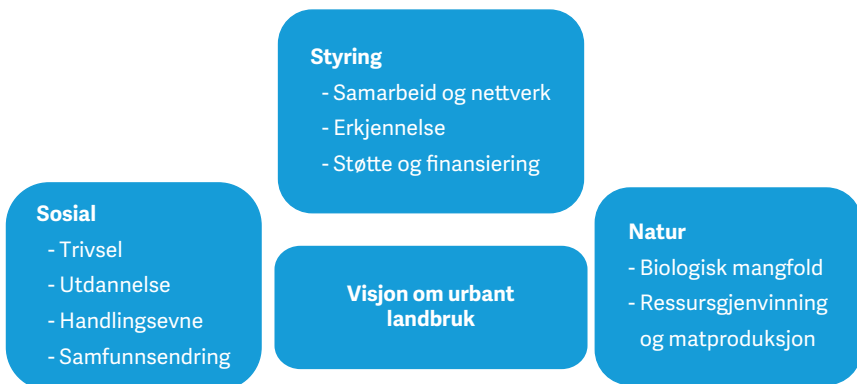 Styring
- Samarbeid og nettverk
- Erkjennelse
- Støtte og finansiering
Sosial
- Trivsel
- Utdannelse
- Handlingsevne
- Samfunnsendring
Visjon om urbant
landbruk
Natur
- Biologisk mangfold
- Ressursgjenvinning
og matproduksjon